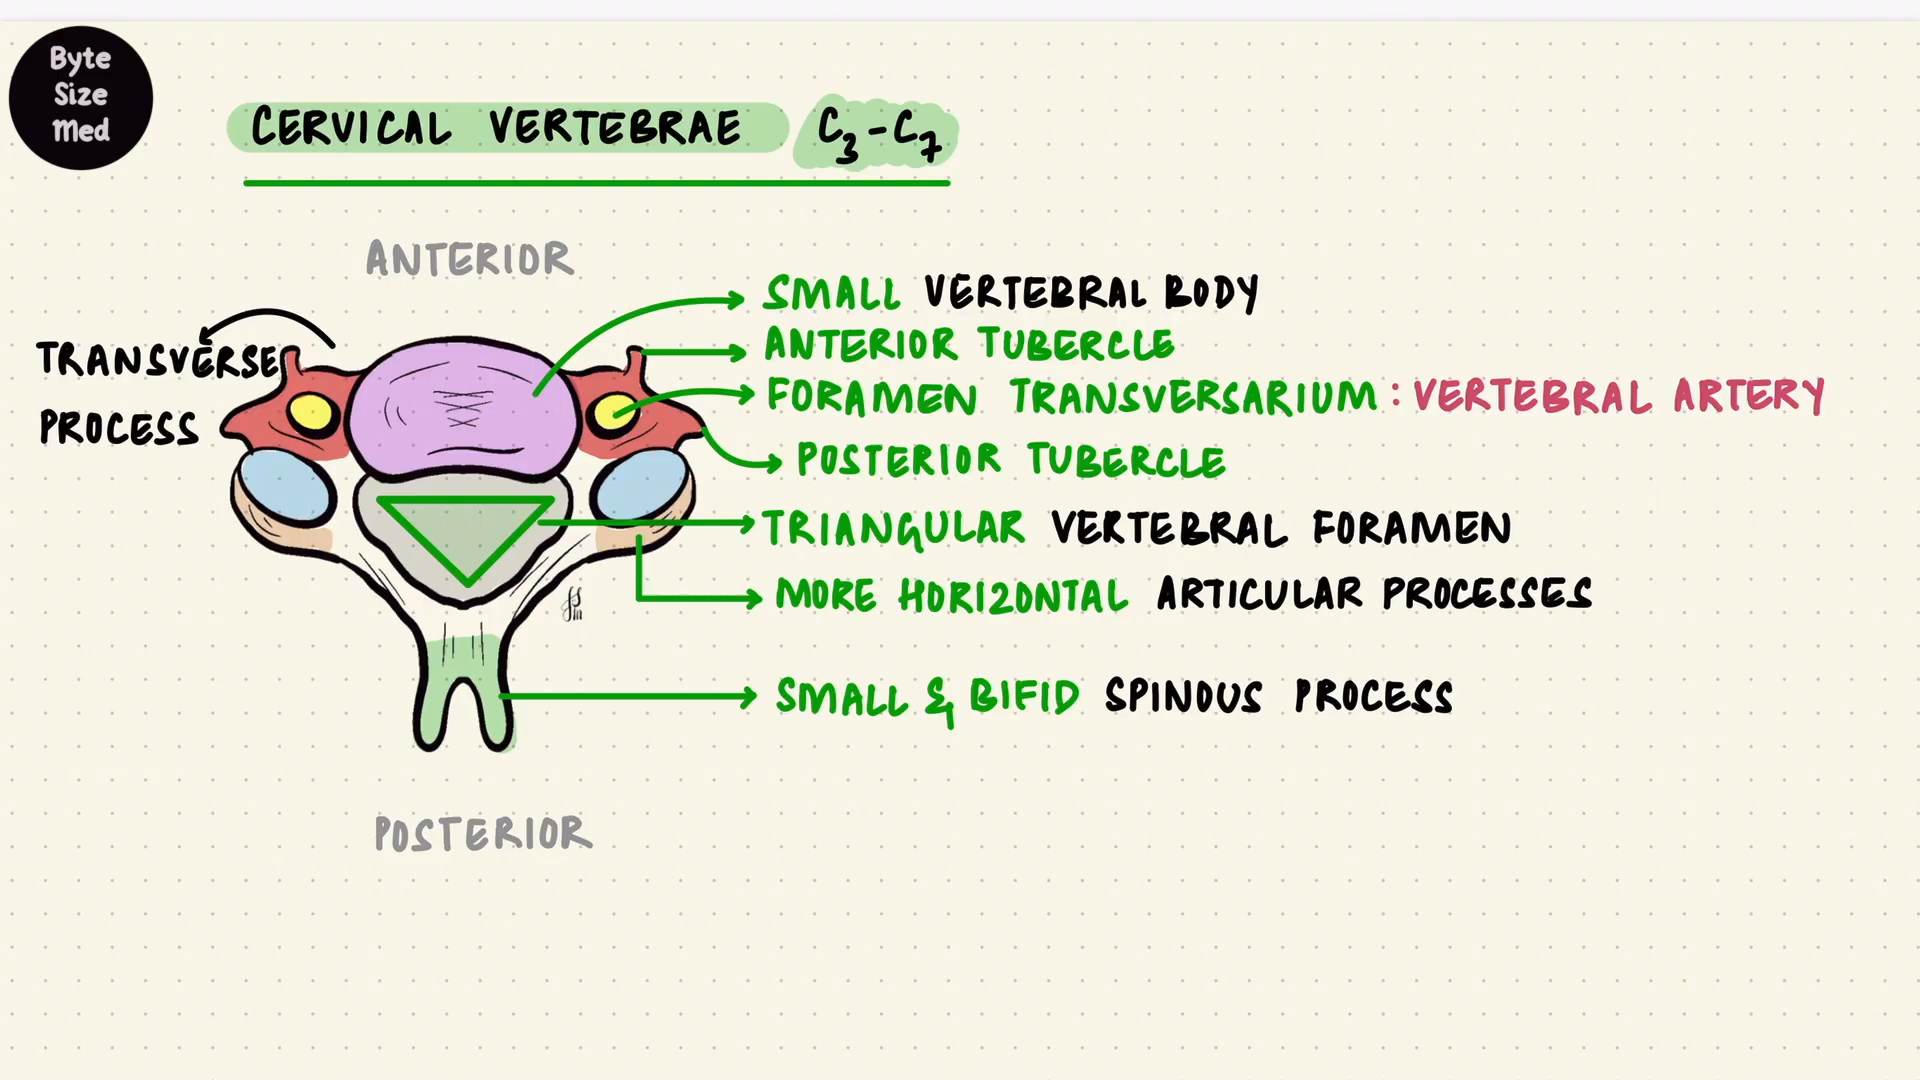 Byte
Size
Med
CERVICAL VERTEBRAE C3-C7
ANTERIOR
TRANSVERSE
PROCESS
SMALL VERTEBRAL BODY
ANTERIOR TUBERCLE
FORAMEN TRANSVERSARIUM : VERTEBRAL ARTERY
POSTERIOR TUBERCLE
TRIANGULAR VERTEBRAL FORAMEN
MORE HORIZONTAL ARTICULAR PROCESSES
SMALL & BIFID SPINOUS PROCESS
POSTERIOR